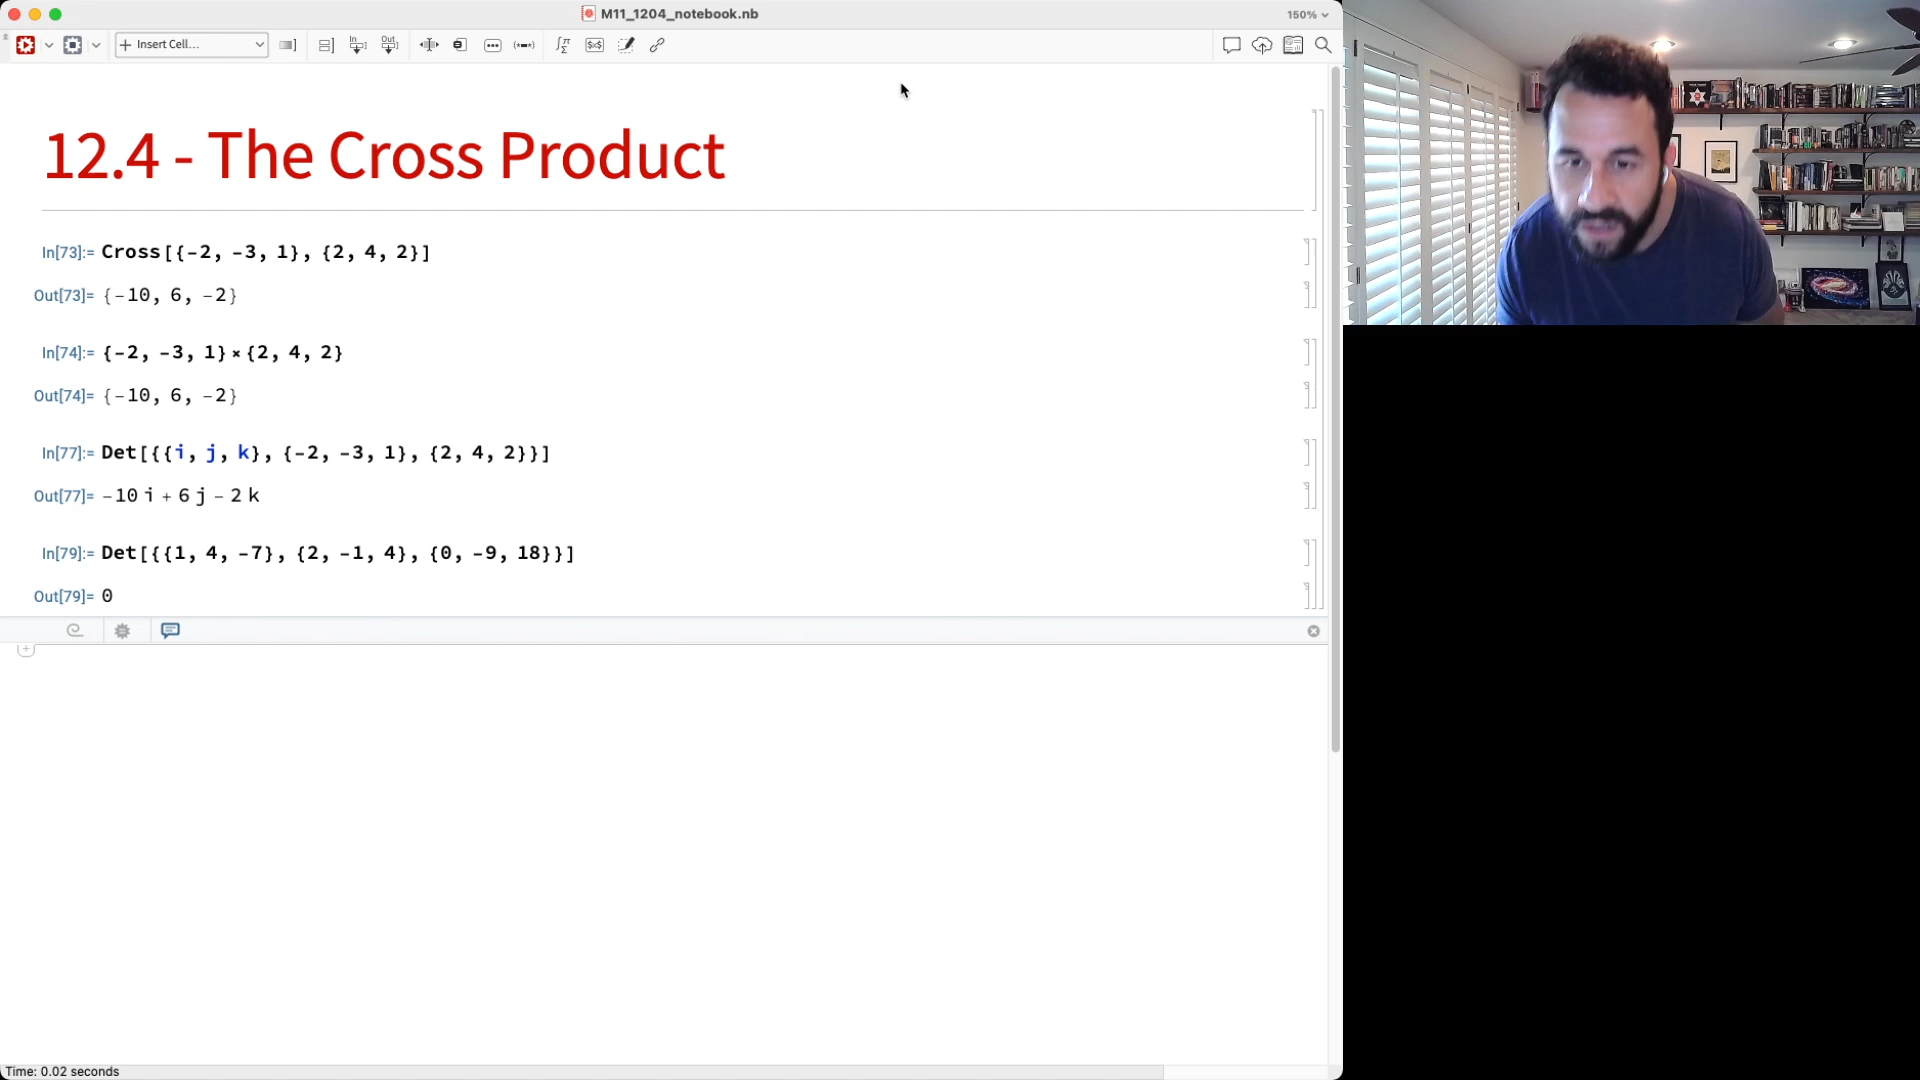 M11_1204_notebook.nb
150%
Insert Cell...
In
Out
12.4 - The Cross Product
In[73]:= Cross[{-2, -3, 1}, {2, 4, 2}]
Out[73]= {-10, 6, -2}
In[74]:= {-2, -3, 1}×{2, 4, 2}
Out[74]= {-10, 6, -2}
In[77]:= Det[{{i, j, k}, {-2, -3, 1}, {2, 4, 2}}]
Out[77]= -10 i + 6 j - 2 k
In[79]:= Det[{{1, 4, -7}, {2, -1, 4}, {0, -9, 18}}]
Out[79]= 0
Time: 0.02 seconds